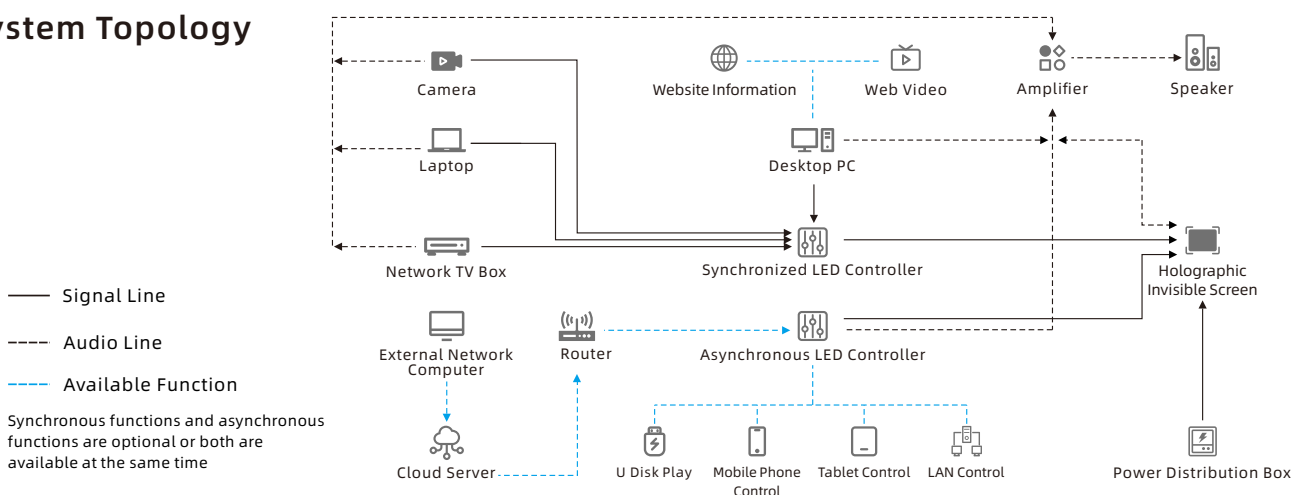 ystem Topology
Camera
Website Information
Web Video
Amplifier
Speaker
Laptop
Desktop PC
Network TV Box
Synchronized LED Controller
Holographic
Invisible Screen
Signal Line
Audio Line
Available Function
Synchronous functions and asynchronous
functions are optional or both are
available at the same time
External Network
Computer
Router
Asynchronous LED Controller
Cloud Server
U Disk Play
Mobile Phone
Control
Tablet Control
LAN Control
Power Distribution Box